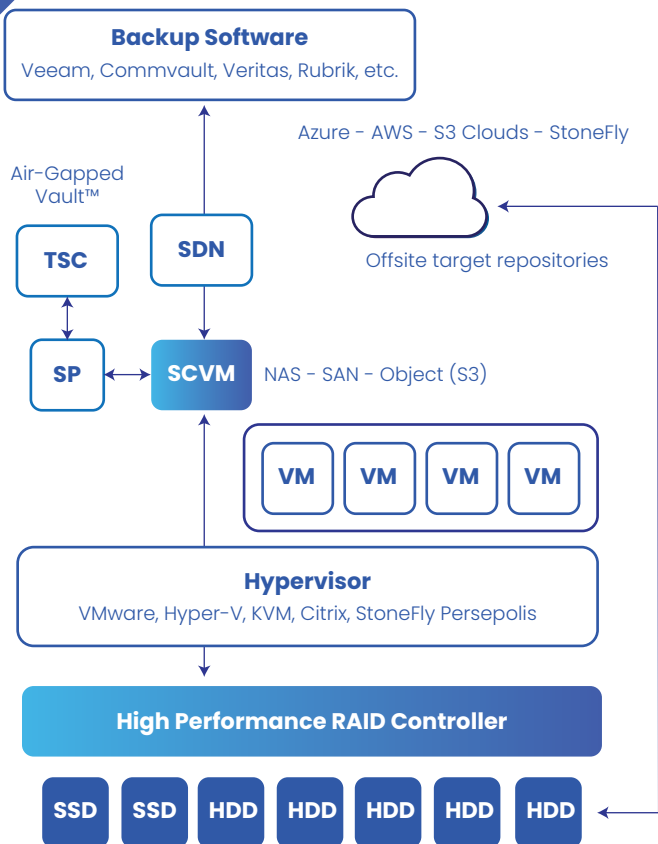 Backup Software
Veeam, Commvault, Veritas, Rubrik, etc.
Azure - AWS - S3 Clouds - StoneFly
Air-Gapped
Vault™
TSC
SDN
Offsite target repositories
SP
SCVM
NAS - SAN - Object (S3)
VM VM VM VM
Hypervisor
VMware, Hyper-V, KVM, Citrix, StoneFly Persepolis
High Performance RAID Controller
SSD SSD HDD HDD HDD HDD HDD